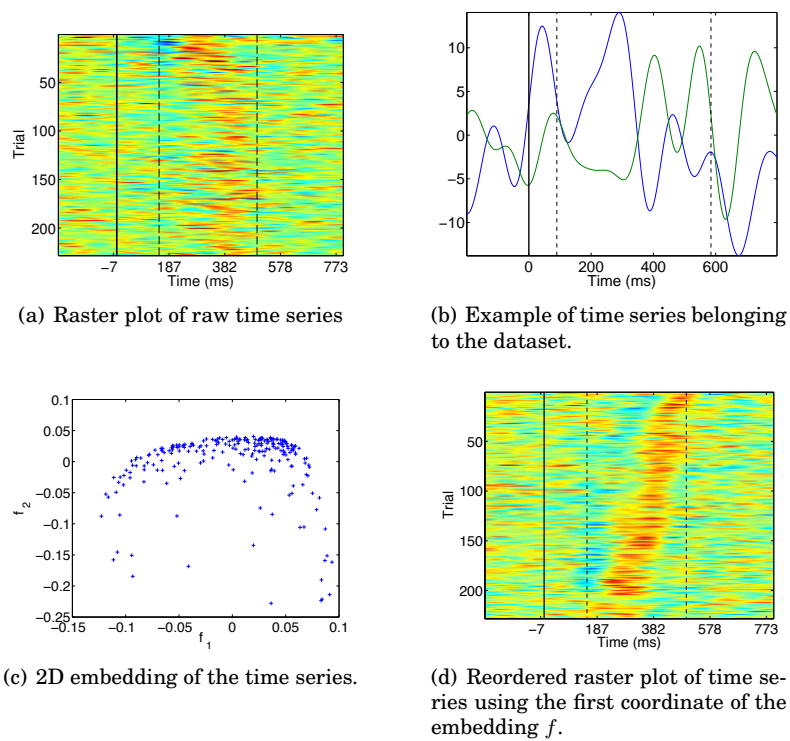 50
100
150
200
Trial
−7 187 382 578 773
Time (ms)
(a) Raster plot of raw time series
10
5
0
−5
−10
0 200 400 600
Time (ms)
(b) Example of time series belonging
to the dataset.
0.1
0.05
0
−0.05
−0.1
−0.15
−0.2
−0.25
f2
−0.15 −0.1 −0.05 0 0.05 0.1
f1
(c) 2D embedding of the time series.
50
100
150
200
Trial
−7 187 382 578 773
Time (ms)
(d) Reordered raster plot of time se-
ries using the first coordinate of the
embedding f.